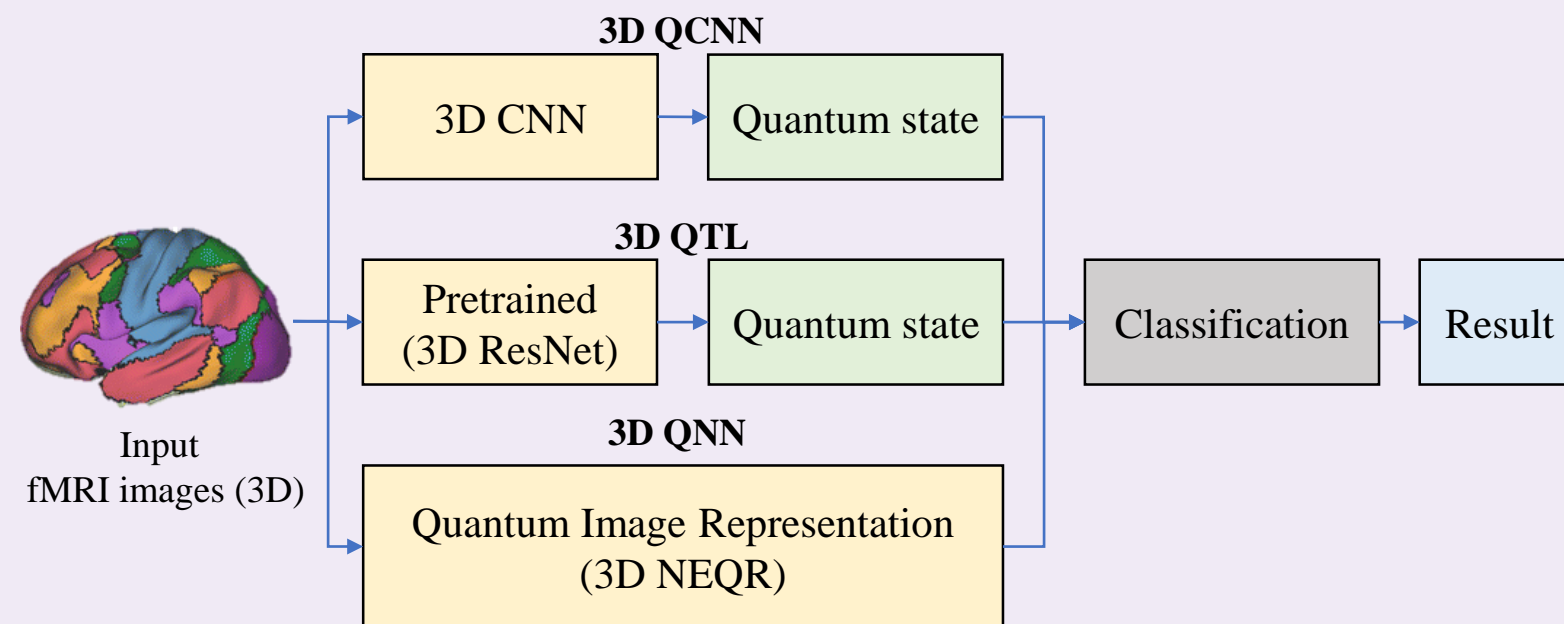 3D QCNN
3D CNN
Quantum state
3D QTL
Pretrained
(3D ResNet)
Quantum state
Classification
Result
3D QNN
Input
fMRI images (3D)
Quantum Image Representation
(3D NEQR)